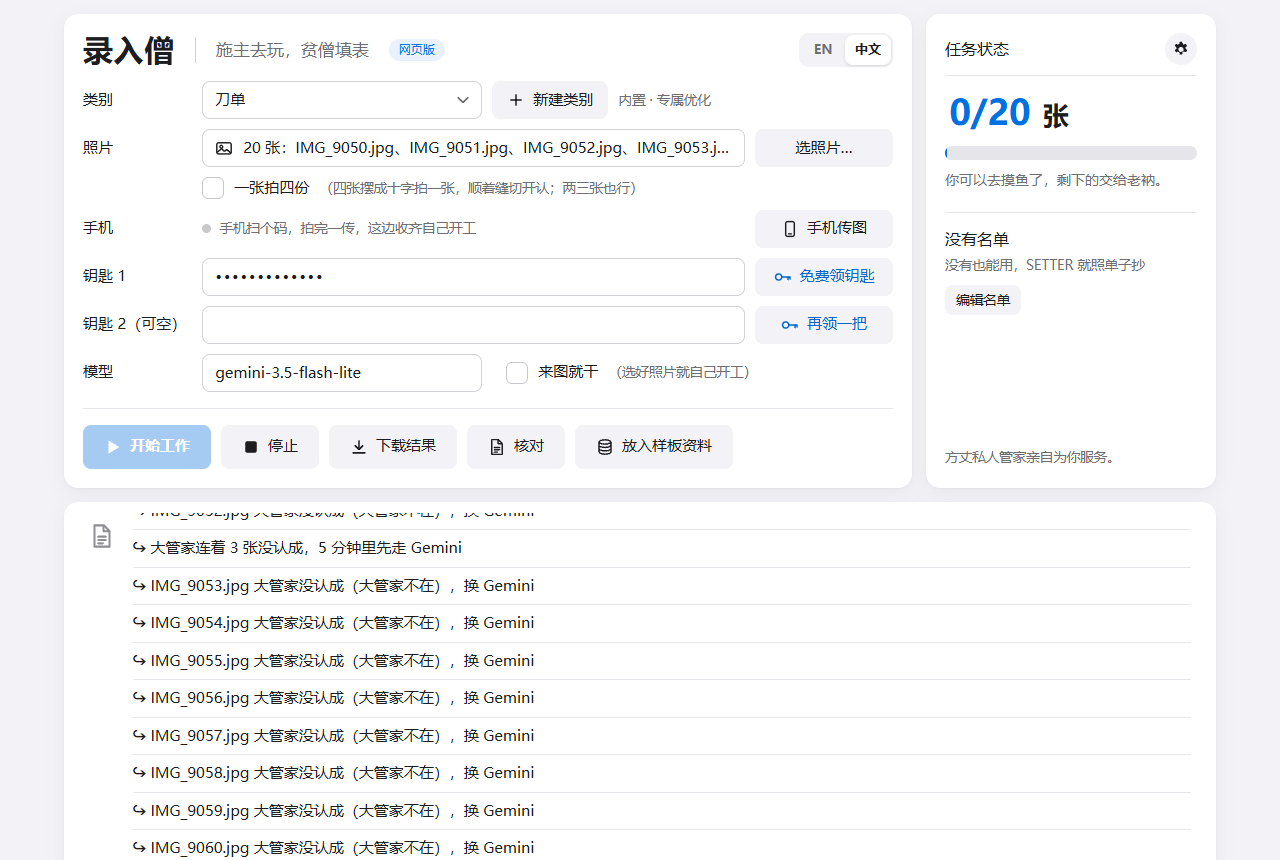 录入僧
施主去玩，贫僧填表
网页版
EN 中文
类别
刀单
新建类别
内置 · 专属优化
照片
20 张：IMG_9050.jpg、IMG_9051.jpg、IMG_9052.jpg、IMG_9053.j...
选照片...
一张拍四份 （四张摆成十字拍一张，顺着缝切开认；两三张也行）
手机
手机扫个码，拍完一传，这边收齐自己开工
手机传图
钥匙 1
•••••••••••••
免费领钥匙
钥匙 2（可空）
再领一把
模型
gemini-3.5-flash-lite
来图就干 （选好照片就自己开工）
开始工作
停止
下载结果
核对
放入样板资料
任务状态
0/20 张
你可以去摸鱼了，剩下的交给老衲。
没有名单
没有也能用，SETTER 就照单子抄
编辑名单
方丈私人管家亲自为你服务。
↪ IMG_9052.jpg 大管家没认成（大管家不在），换 Gemini
↪ 大管家连着 3 张没认成，5 分钟里先走 Gemini
↪ IMG_9053.jpg 大管家没认成（大管家不在），换 Gemini
↪ IMG_9054.jpg 大管家没认成（大管家不在），换 Gemini
↪ IMG_9055.jpg 大管家没认成（大管家不在），换 Gemini
↪ IMG_9056.jpg 大管家没认成（大管家不在），换 Gemini
↪ IMG_9057.jpg 大管家没认成（大管家不在），换 Gemini
↪ IMG_9058.jpg 大管家没认成（大管家不在），换 Gemini
↪ IMG_9059.jpg 大管家没认成（大管家不在），换 Gemini
↪ IMG_9060.jpg 大管家没认成（大管家不在），换 Gemini